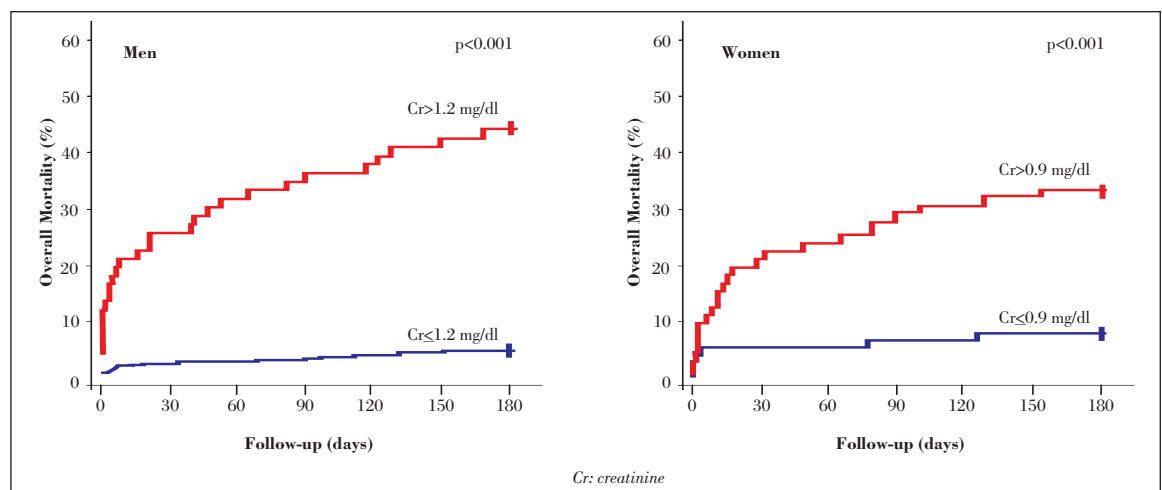 Men
p<0.001
Overall Mortality (%)
60
50
40
30
20
10
0
Cr>1.2 mg/dl
Cr≤1.2 mg/dl
0 30 60 90 120 150 180
Follow-up (days)
Women
p<0.001
Overall Mortality (%)
60
50
40
30
20
10
0
Cr>0.9 mg/dl
Cr≤0.9 mg/dl
0 30 60 90 120 150 180
Follow-up (days)
Cr: creatinine